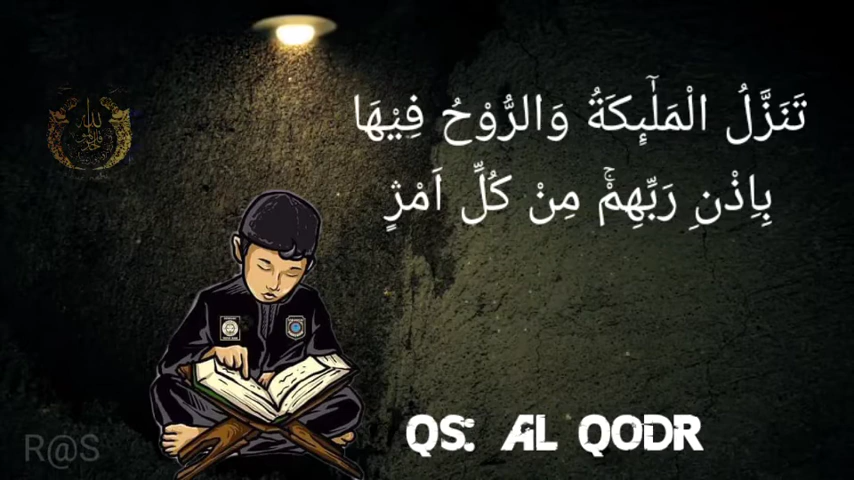 تَنَزَّلُ الْمَلٰۤىِٕكَةُ وَالرُّوْحُ فِيْهَا
بِاِذْنِ رَبِّهِمْۚ مِنْ كُلِّ اَمْرٍۛ
QS: AL QODR
R@S